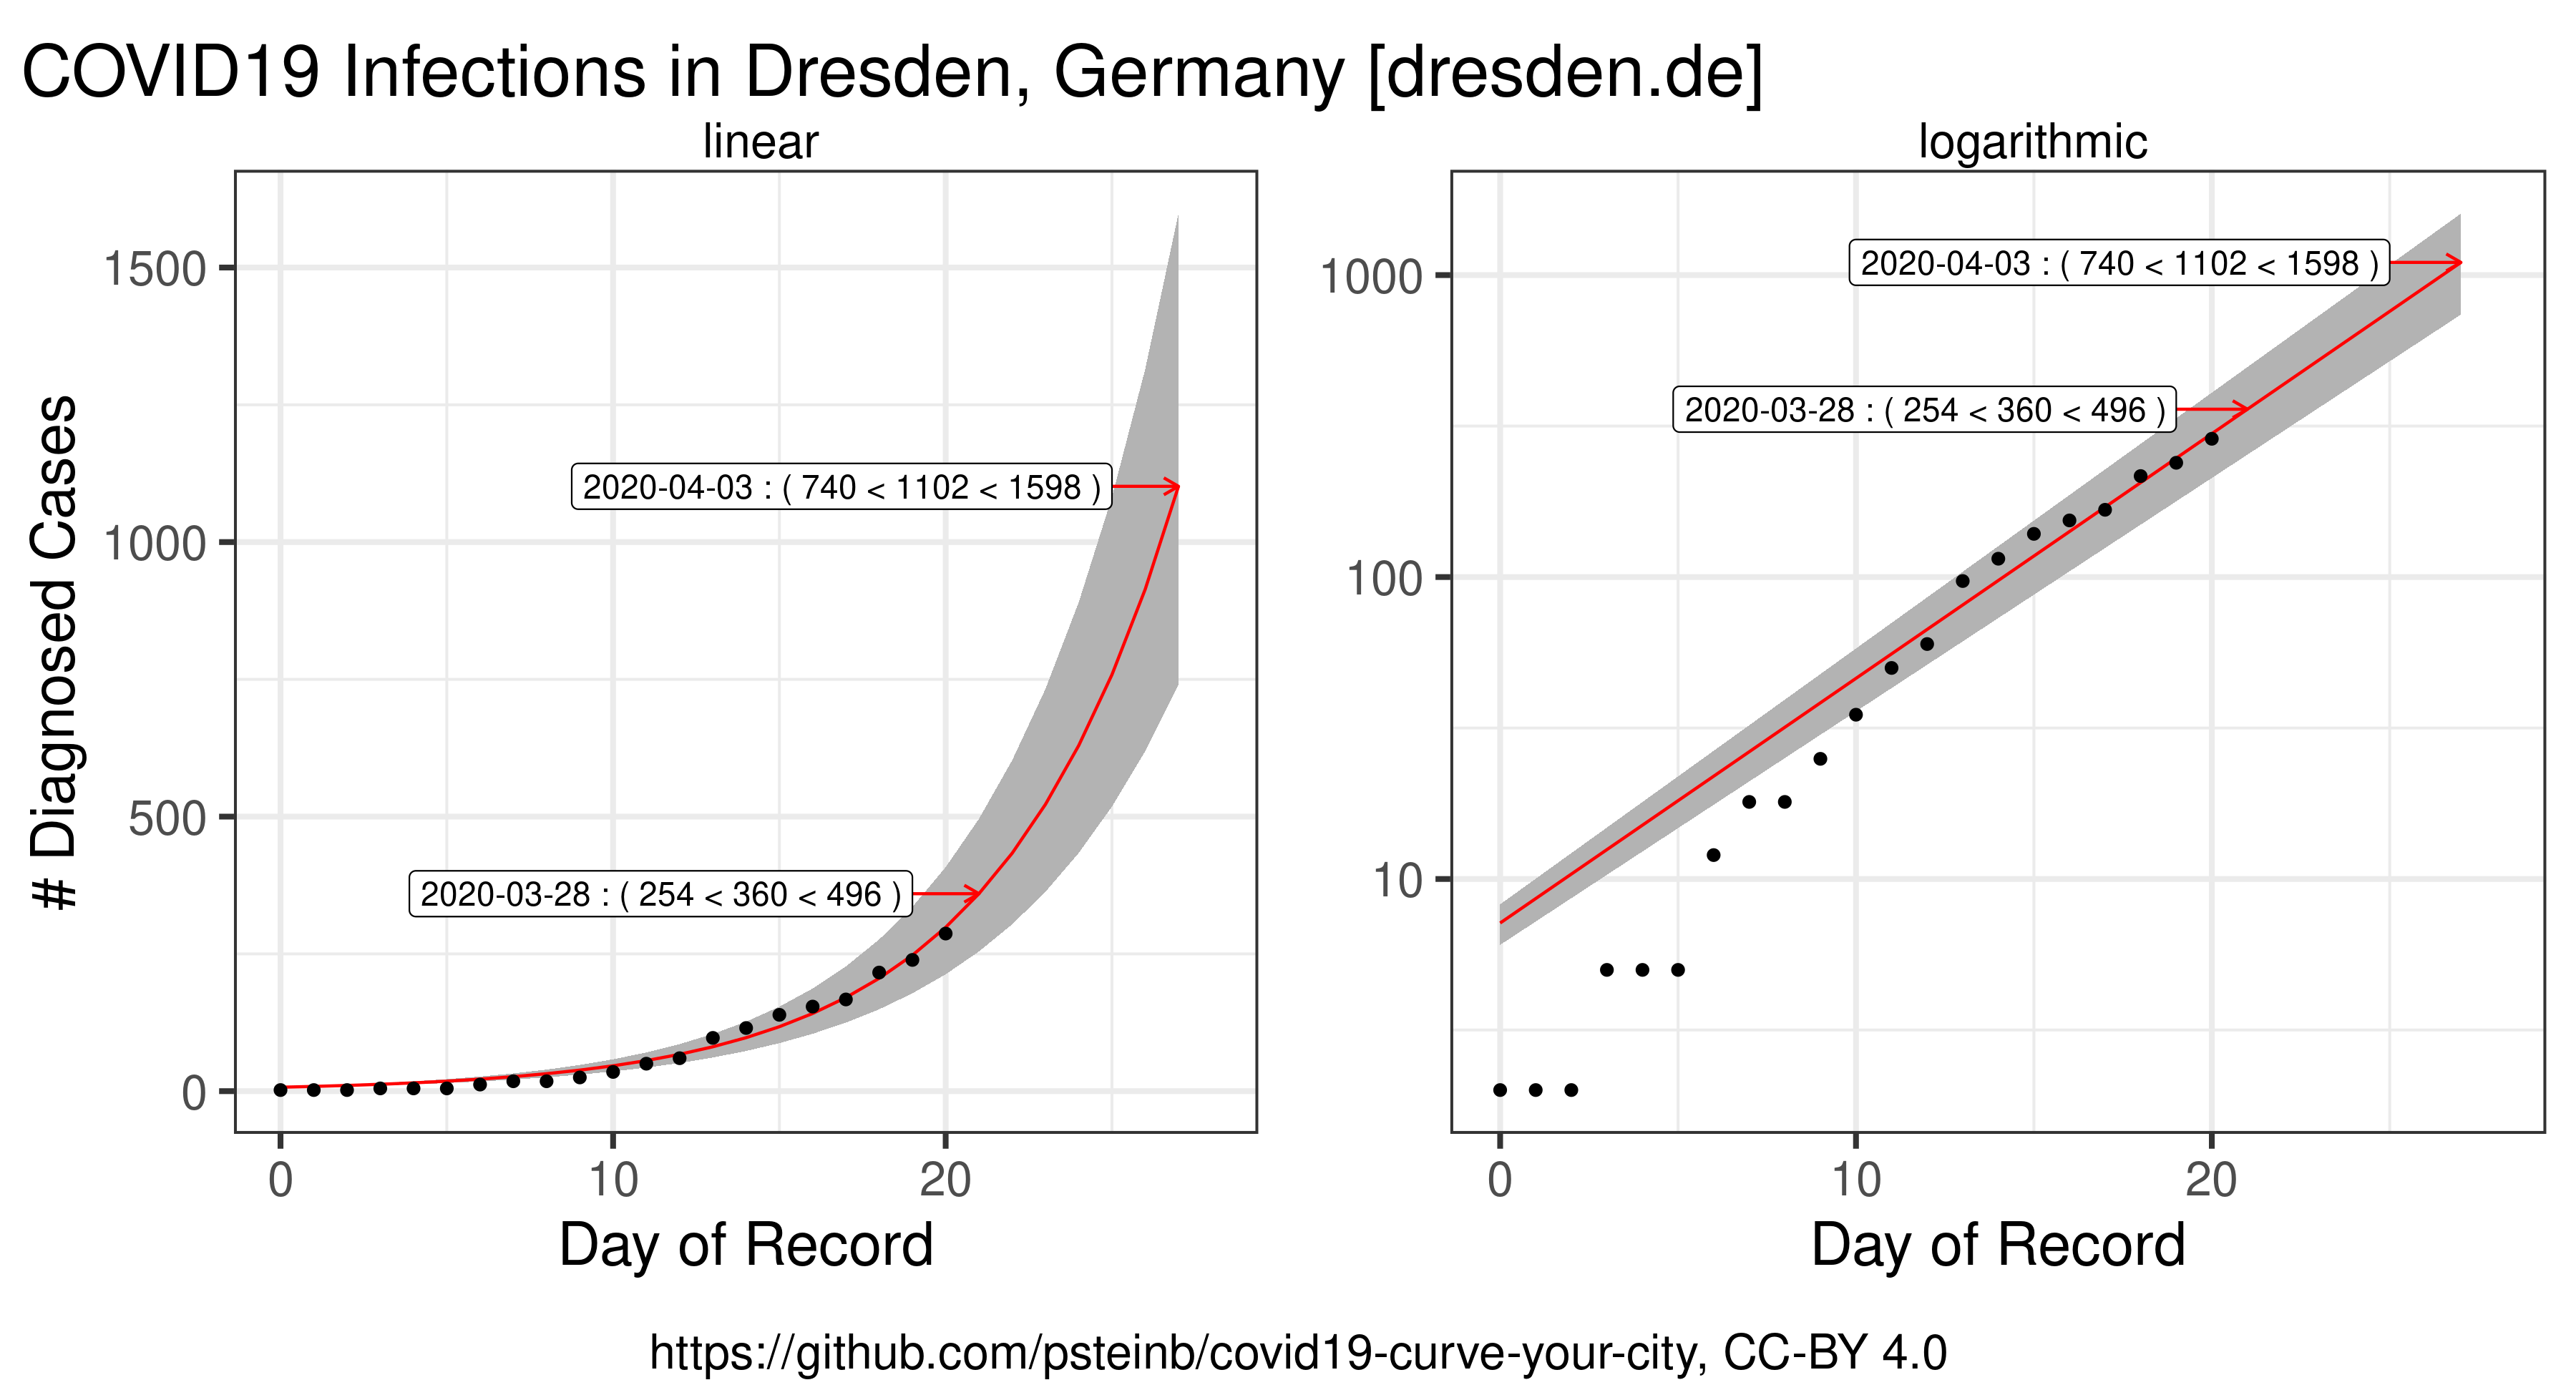 COVID19 Infections in Dresden, Germany [dresden.de]
linear
# Diagnosed Cases
1500
1000
500
0
2020-04-03 : ( 740 < 1102 < 1598 )
2020-03-28 : ( 254 < 360 < 496 )
0 10 20
Day of Record
logarithmic
1000
100
10
2020-04-03 : ( 740 < 1102 < 1598 )
2020-03-28 : ( 254 < 360 < 496 )
0 10 20
Day of Record
https://github.com/psteinb/covid19-curve-your-city, CC-BY 4.0